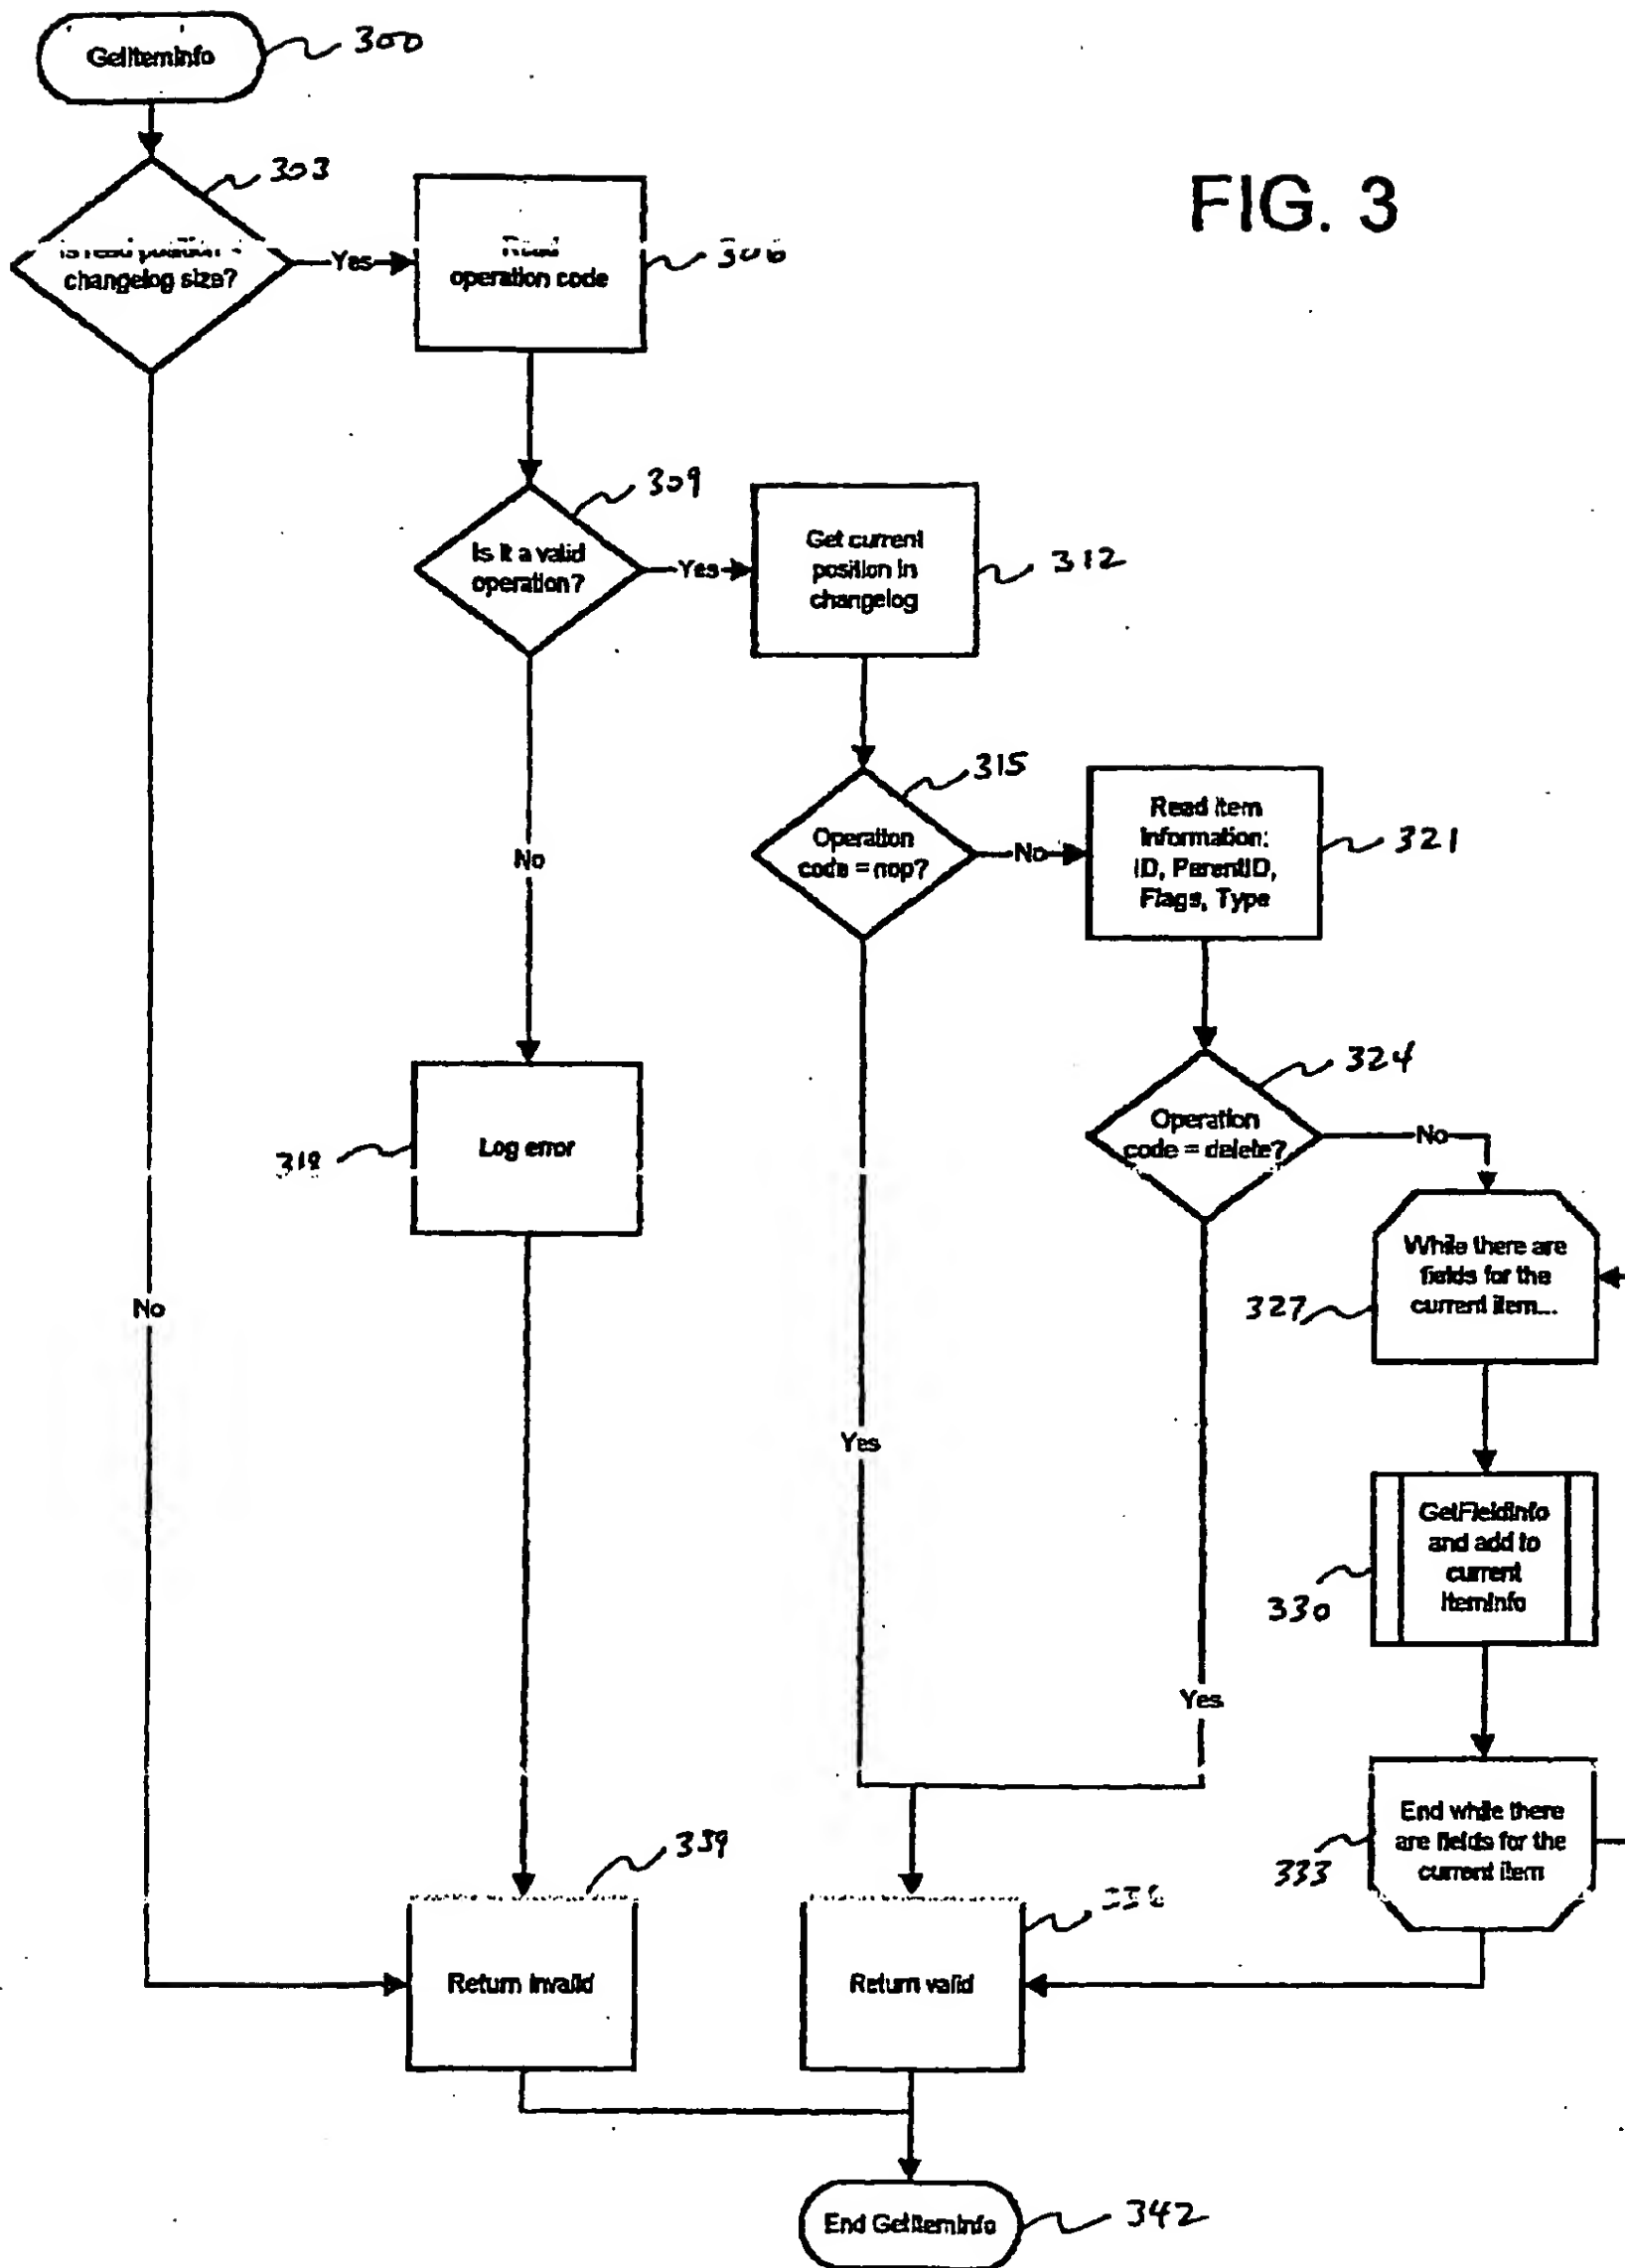 GetItemInfo
300
FIG. 3
303
changelog size?
Yes
operation code
306
309
Is it a valid
operation?
Yes
Get current
position in
changelog
312
315
Operation
code = nop?
No
Read item
information:
ID, ParentID,
Flags, Type
321
No
324
Operation
code = delete?
No
318
Log error
While there are
fields for the
current item...
327
No
Yes
GetFieldInfo
and add to
current
ItemInfo
330
Yes
End while there
are fields for the
current item
333
339
Return invalid
Return valid
End GetItemInfo
342